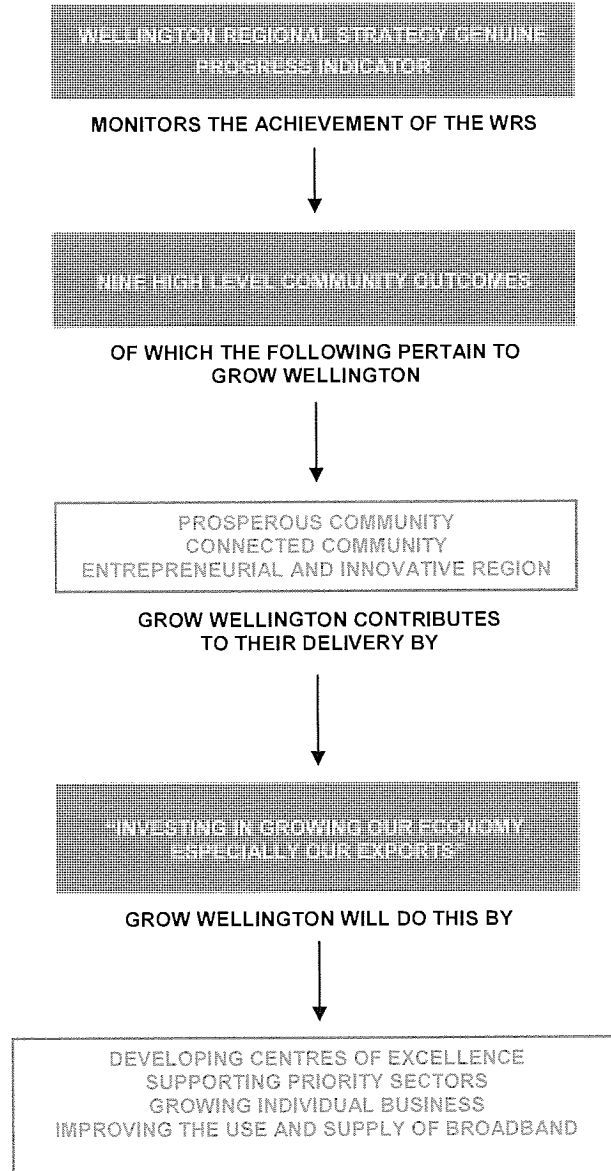 WELLINGTON REGIONAL STRATEGY GENUINE
PROGRESS INDICATOR
MONITORS THE ACHIEVEMENT OF THE WRS
NINE HIGH LEVEL COMMUNITY OUTCOMES
OF WHICH THE FOLLOWING PERTAIN TO
GROW WELLINGTON
PROSPEROUS COMMUNITY
CONNECTED COMMUNITY
ENTREPRENEURIAL AND INNOVATIVE REGION
GROW WELLINGTON CONTRIBUTES
TO THEIR DELIVERY BY
"INVESTING IN GROWING OUR ECONOMY
ESPECIALLY OUR EXPORTS"
GROW WELLINGTON WILL DO THIS BY
DEVELOPING CENTRES OF EXCELLENCE
SUPPORTING PRIORITY SECTORS
GROWING INDIVIDUAL BUSINESS
IMPROVING THE USE AND SUPPLY OF BROADBAND